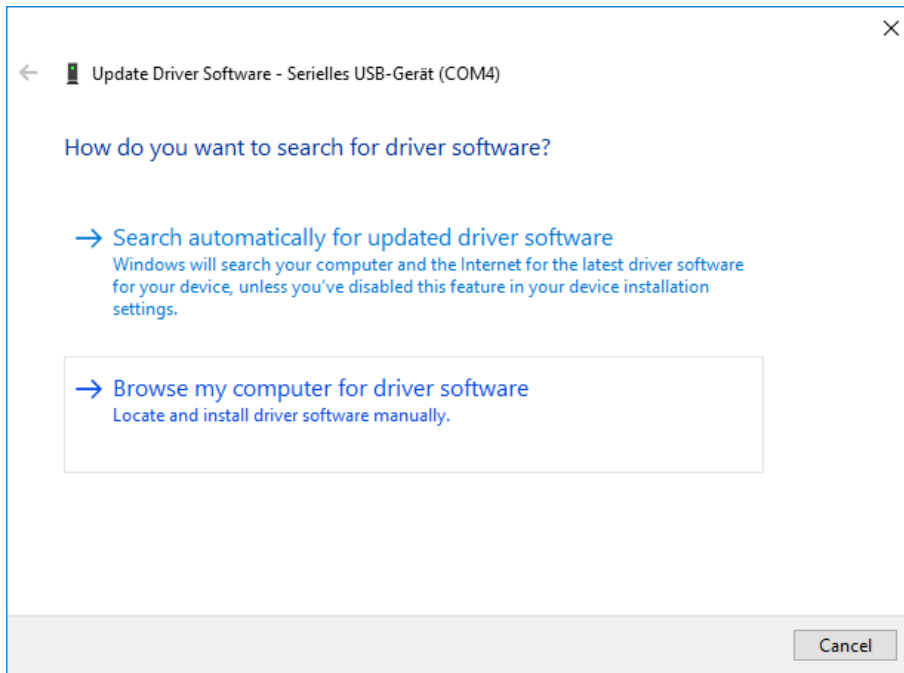 Update Driver Software - Serielles USB-Gerät (COM4)
How do you want to search for driver software?
Search automatically for updated driver software
Windows will search your computer and the Internet for the latest driver software
for your device, unless you've disabled this feature in your device installation
settings.
Browse my computer for driver software
Locate and install driver software manually.
Cancel